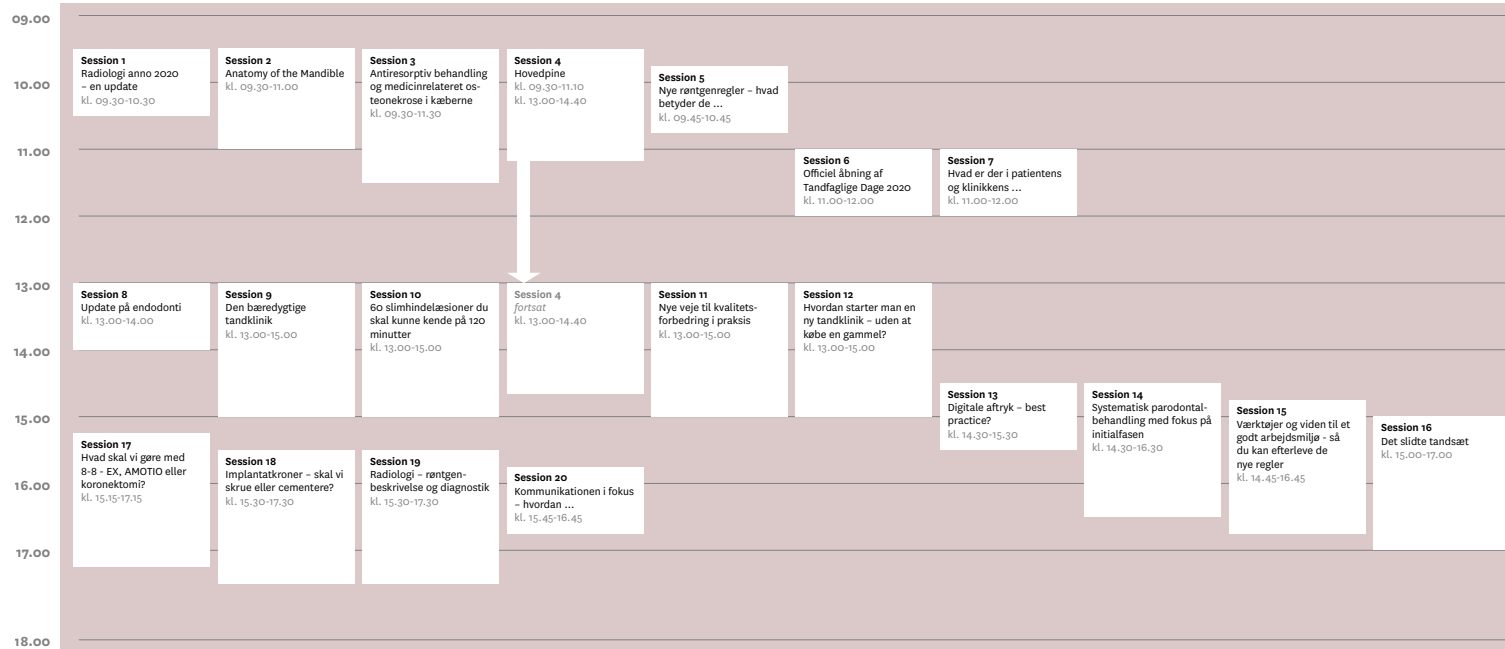 09.00
10.00
11.00
12.00
13.00
14.00
15.00
16.00
17.00
18.00
Session 1
Radiologi anno 2020
– en update
kl. 09.30-10.30
Session 2
Anatomy of the Mandible
kl. 09.30-11.00
Session 3
Antiresorptiv behandling
og medicinrelateret os-
teonekrose i kæberne
kl. 09.30-11.30
Session 4
Hovedpine
kl. 09.30-11.10
kl. 13.00-14.40
Session 5
Nye røntgenregler – hvad
betyder de ...
kl. 09.45-10.45
Session 6
Officiel åbning af
Tandfaglige Dage 2020
kl. 11.00-12.00
Session 7
Hvad er der i patientens
og klinikkens ...
kl. 11.00-12.00
Session 8
Update på endodonti
kl. 13.00-14.00
Session 9
Den bæredygtige
tandklinik
kl. 13.00-15.00
Session 10
60 slimhindelæsioner du
skal kunne kende på 120
minutter
kl. 13.00-15.00
Session 4
fortsat
kl. 13.00-14.40
Session 11
Nye veje til kvalitets-
forbedring i praksis
kl. 13.00-15.00
Session 12
Hvordan starter man en
ny tandklinik – uden at
købe en gammel?
kl. 13.00-15.00
Session 13
Digitale aftryk – best
practice?
kl. 14.30-15.30
Session 14
Systematisk parodontal-
behandling med fokus på
initialfasen
kl. 14.30-16.30
Session 15
Værktøjer og viden til et
godt arbejdsmiljø - så
du kan efterleve de
nye regler
kl. 14.45-16.45
Session 16
Det slidte tandsæt
kl. 15.00-17.00
Session 17
Hvad skal vi gøre med
8-8 - EX, AMOTIO eller
koronektomi?
kl. 15.15-17.15
Session 18
Implantatkroner – skal vi
skrue eller cementere?
kl. 15.30-17.30
Session 19
Radiologi – røntgen-
beskrivelse og diagnostik
kl. 15.30-17.30
Session 20
Kommunikationen i fokus
– hvordan ...
kl. 15.45-16.45